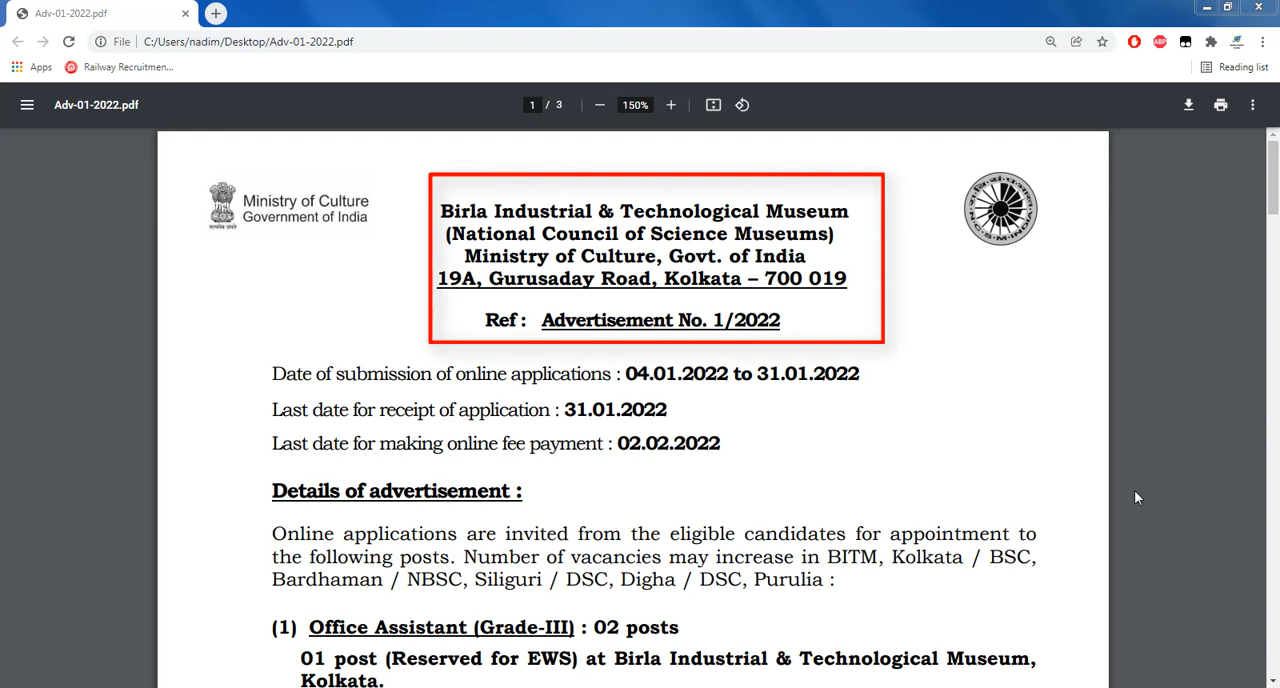 Adv-01-2022.pdf
File
C:/Users/nadim/Desktop/Adv-01-2022.pdf
ABP
Apps
Railway Recruitmen...
Reading list
Adv-01-2022.pdf
1 / 3
150%
Ministry of Culture
Government of India
Birla Industrial & Technological Museum
(National Council of Science Museums)
Ministry of Culture, Govt. of India
19A, Gurusaday Road, Kolkata – 700 019
Ref : Advertisement No. 1/2022
Date of submission of online applications : 04.01.2022 to 31.01.2022
Last date for receipt of application : 31.01.2022
Last date for making online fee payment : 02.02.2022
Details of advertisement :
Online applications are invited from the eligible candidates for appointment to
the following posts. Number of vacancies may increase in BITM, Kolkata / BSC,
Bardhaman / NBSC, Siliguri / DSC, Digha / DSC, Purulia :
(1) Office Assistant (Grade-III) : 02 posts
01 post (Reserved for EWS) at Birla Industrial & Technological Museum,
Kolkata.